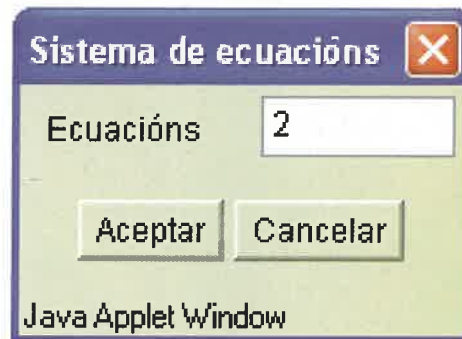 Sistema de ecuacións
Ecuacións 2
Aceptar Cancelar
Java Applet Window